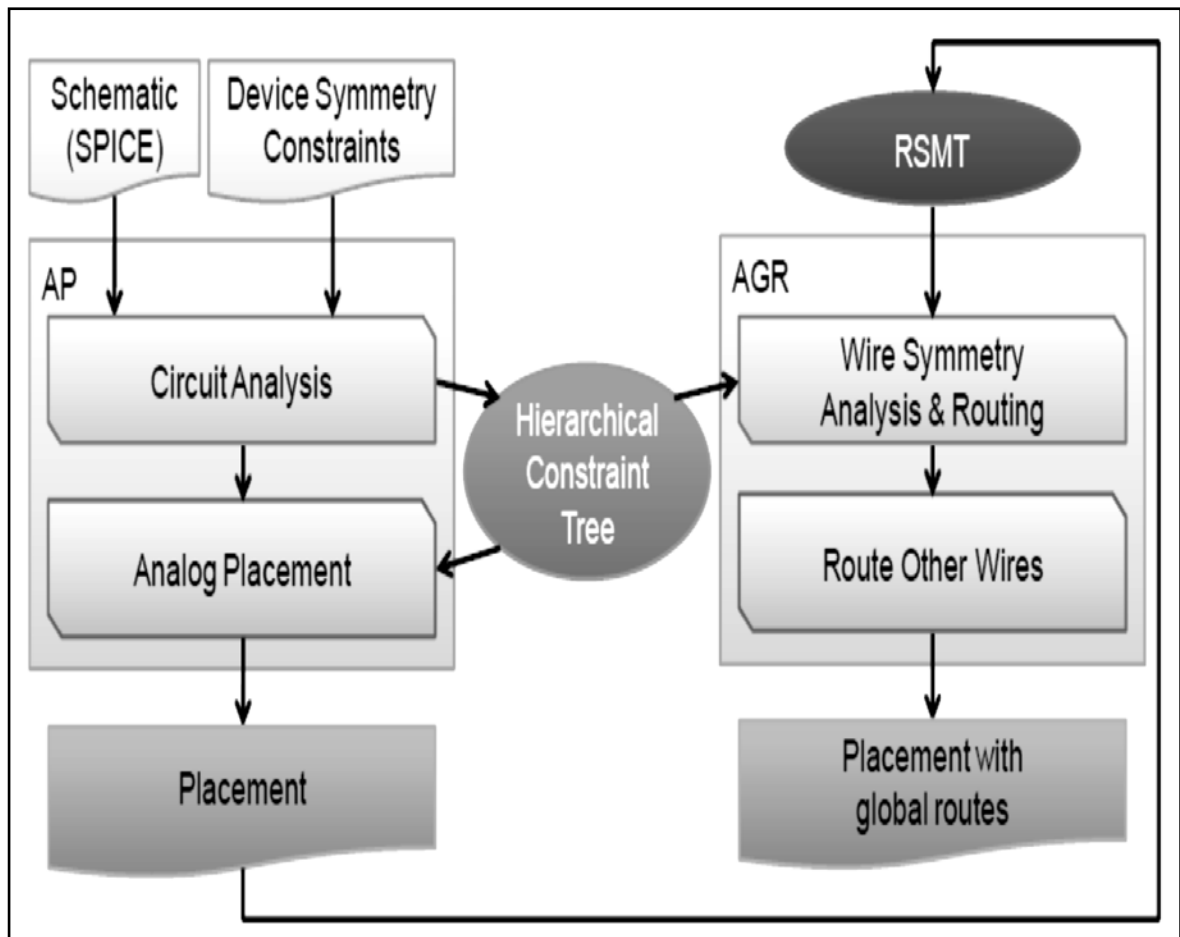 Schematic
(SPICE)
Device Symmetry
Constraints
AP
Circuit Analysis
Analog Placement
Placement
Hierarchical
Constraint
Tree
RSMT
AGR
Wire Symmetry
Analysis & Routing
Route Other Wires
Placement with
global routes